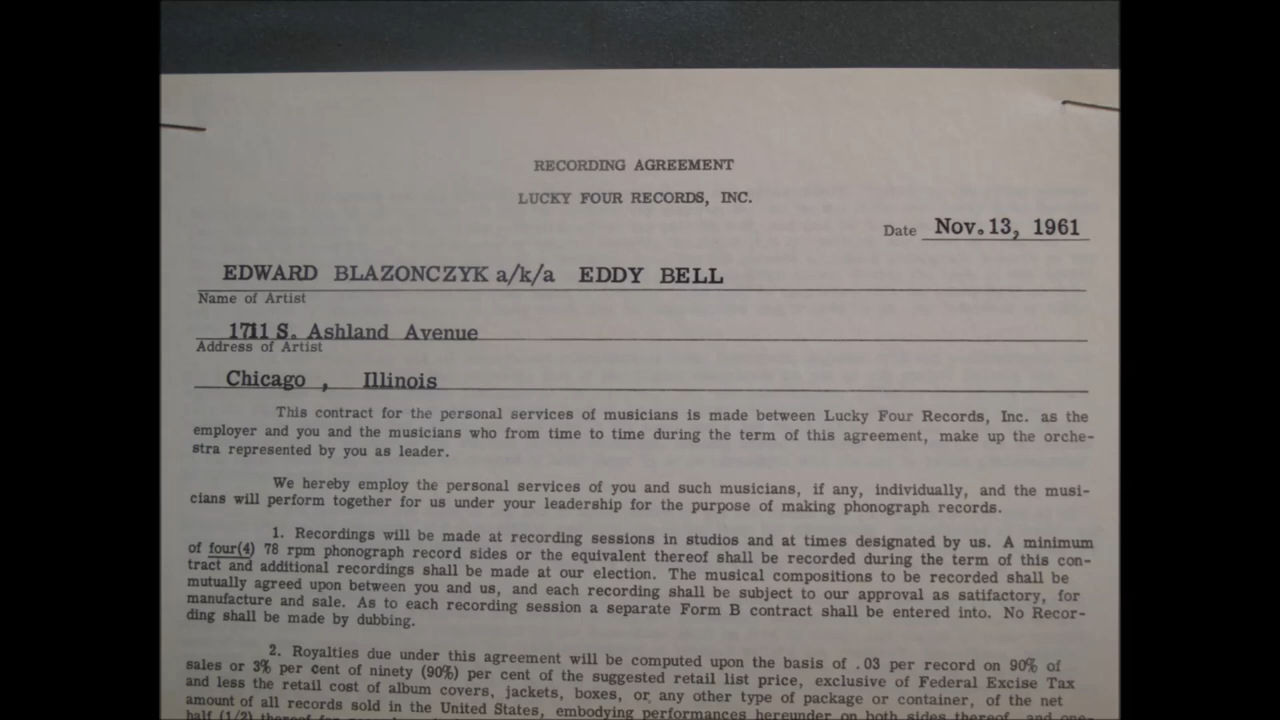 RECORDING AGREEMENT
LUCKY FOUR RECORDS, INC.
Date Nov. 13, 1961
EDWARD BLAZONCZYK a/k/a EDDY BELL
Name of Artist
1711 S. Ashland Avenue
Address of Artist
Chicago , Illinois
This contract for the personal services of musicians is made between Lucky Four Records, Inc. as the
employer and you and the musicians who from time to time during the term of this agreement, make up the orche-
stra represented by you as leader.
We hereby employ the personal services of you and such musicians, if any, individually, and the musi-
cians will perform together for us under your leadership for the purpose of making phonograph records.
1. Recordings will be made at recording sessions in studios and at times designated by us. A minimum
of four(4) 78 rpm phonograph record sides or the equivalent thereof shall be recorded during the term of this con-
tract and additional recordings shall be made at our election. The musical compositions to be recorded shall be
mutually agreed upon between you and us, and each recording shall be subject to our approval as satifactory, for
manufacture and sale. As to each recording session a separate Form B contract shall be entered into. No Recor-
ding shall be made by dubbing.
2. Royalties due under this agreement will be computed upon the basis of .03 per record on 90% of
sales or 3% per cent of ninety (90%) per cent of the suggested retail list price, exclusive of Federal Excise Tax
and less the retail cost of album covers, jackets, boxes, or any other type of package or container, of the net
amount of all records sold in the United States, embodying performances hereunder on both sides thereof, and one-
half (1/2) thereof for